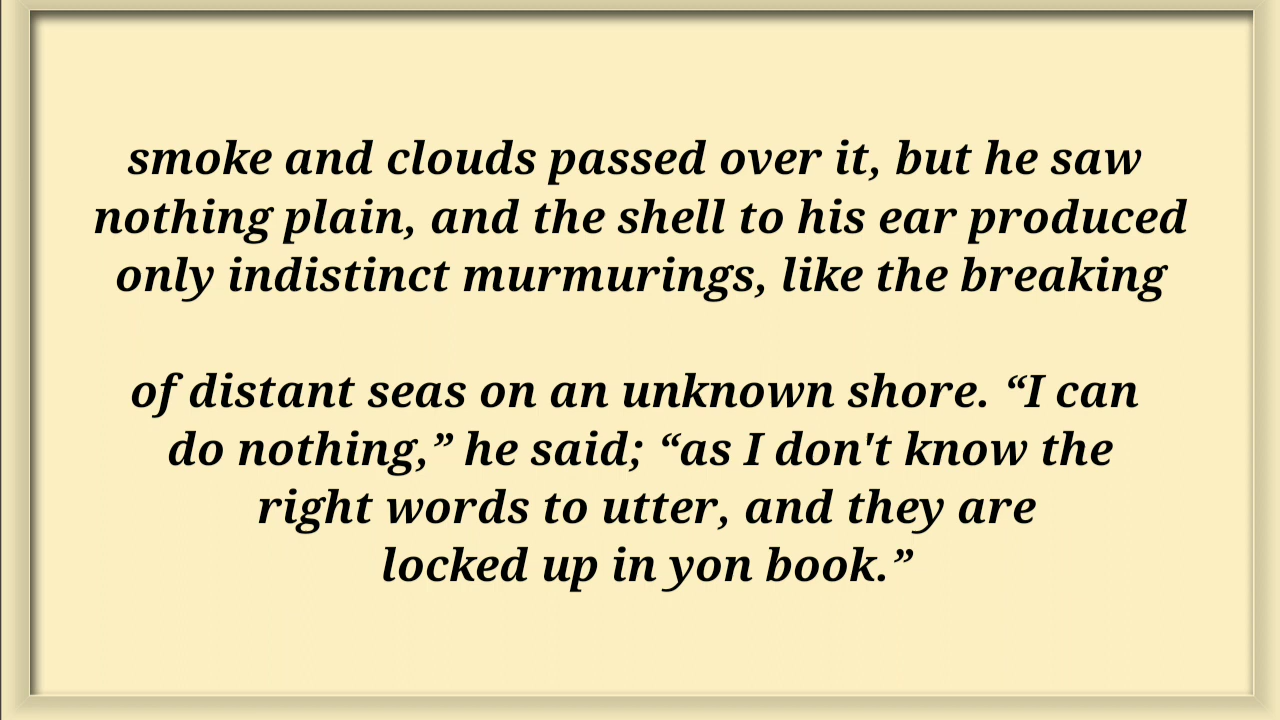 smoke and clouds passed over it, but he saw
nothing plain, and the shell to his ear produced
only indistinct murmurings, like the breaking
of distant seas on an unknown shore. “I can
do nothing,” he said; “as I don't know the
right words to utter, and they are
locked up in yon book.”